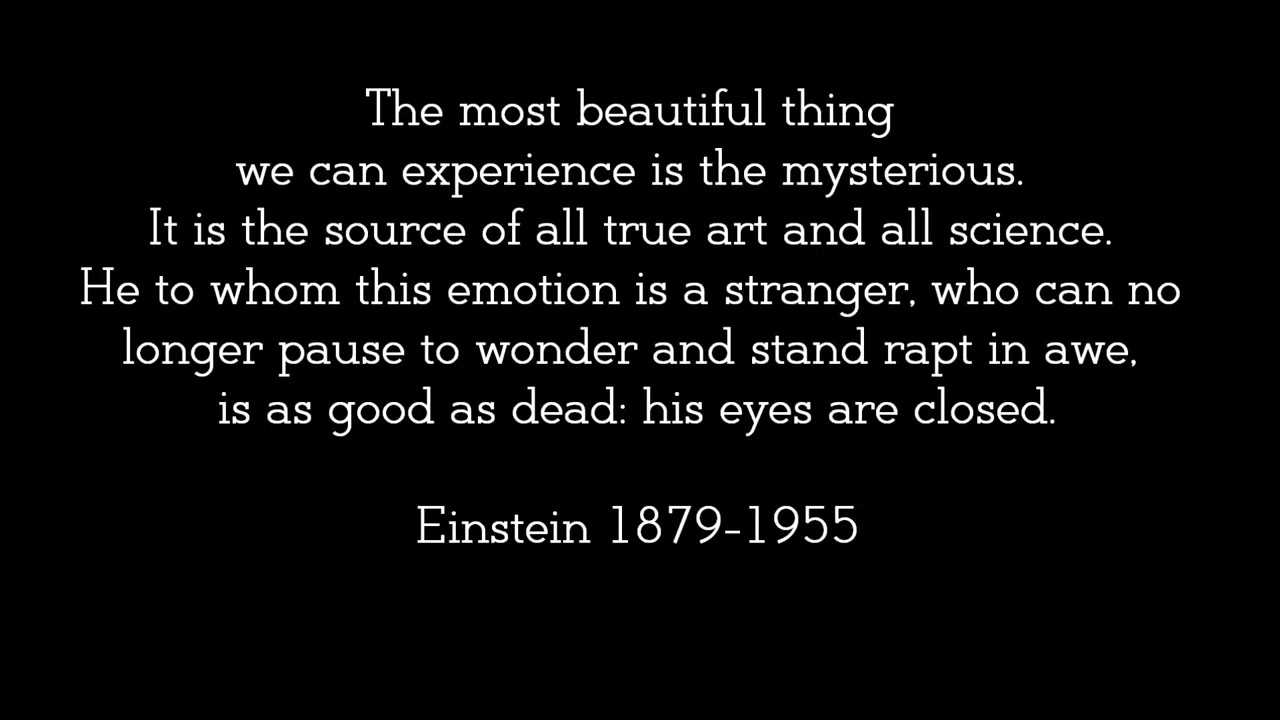 The most beautiful thing
we can experience is the mysterious.
It is the source of all true art and all science.
He to whom this emotion is a stranger, who can no
longer pause to wonder and stand rapt in awe,
is as good as dead: his eyes are closed.
Einstein 1879-1955